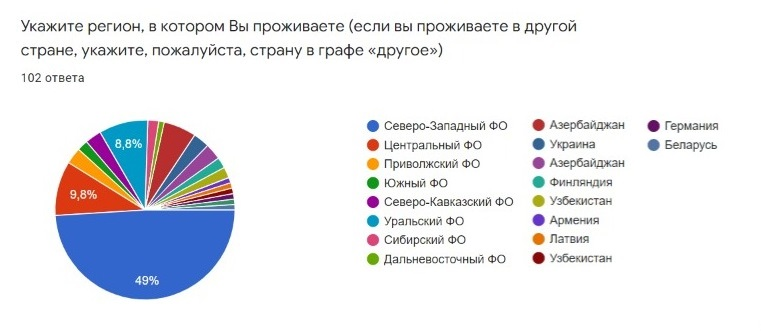 Укажите регион, в котором Вы проживаете (если вы проживаете в другой
стране, укажите, пожалуйста, страну в графе «другое»)
102 ответа
8,8%
9,8%
49%
Северо-Западный ФО
Центральный ФО
Приволжский ФО
Южный ФО
Северо-Кавказский ФО
Уральский ФО
Сибирский ФО
Дальневосточный ФО
Азербайджан
Украина
Азербайджан
Финляндия
Узбекистан
Армения
Латвия
Узбекистан
Германия
Беларусь